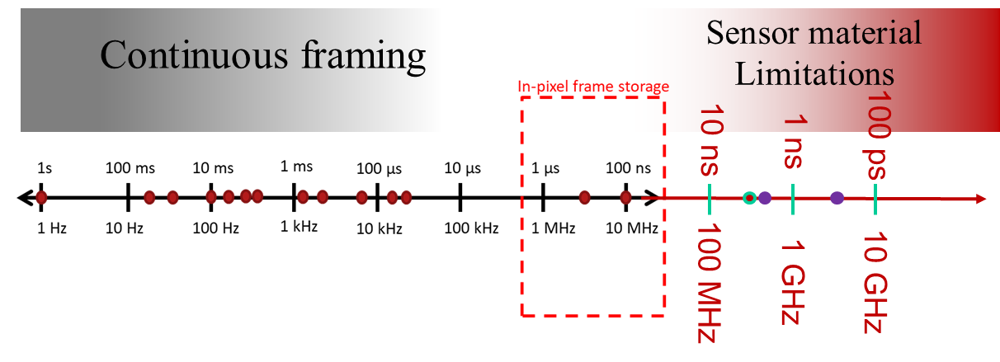 Continuous framing
Sensor material
Limitations
In-pixel frame storage
1s
100 ms
10 ms
1 ms
100 µs
10 µs
1 µs
100 ns
10 ns
1 ns
100 ps
1 Hz
10 Hz
100 Hz
1 kHz
10 kHz
100 kHz
1 MHz
10 MHz
100 MHz
1 GHz
10 GHz